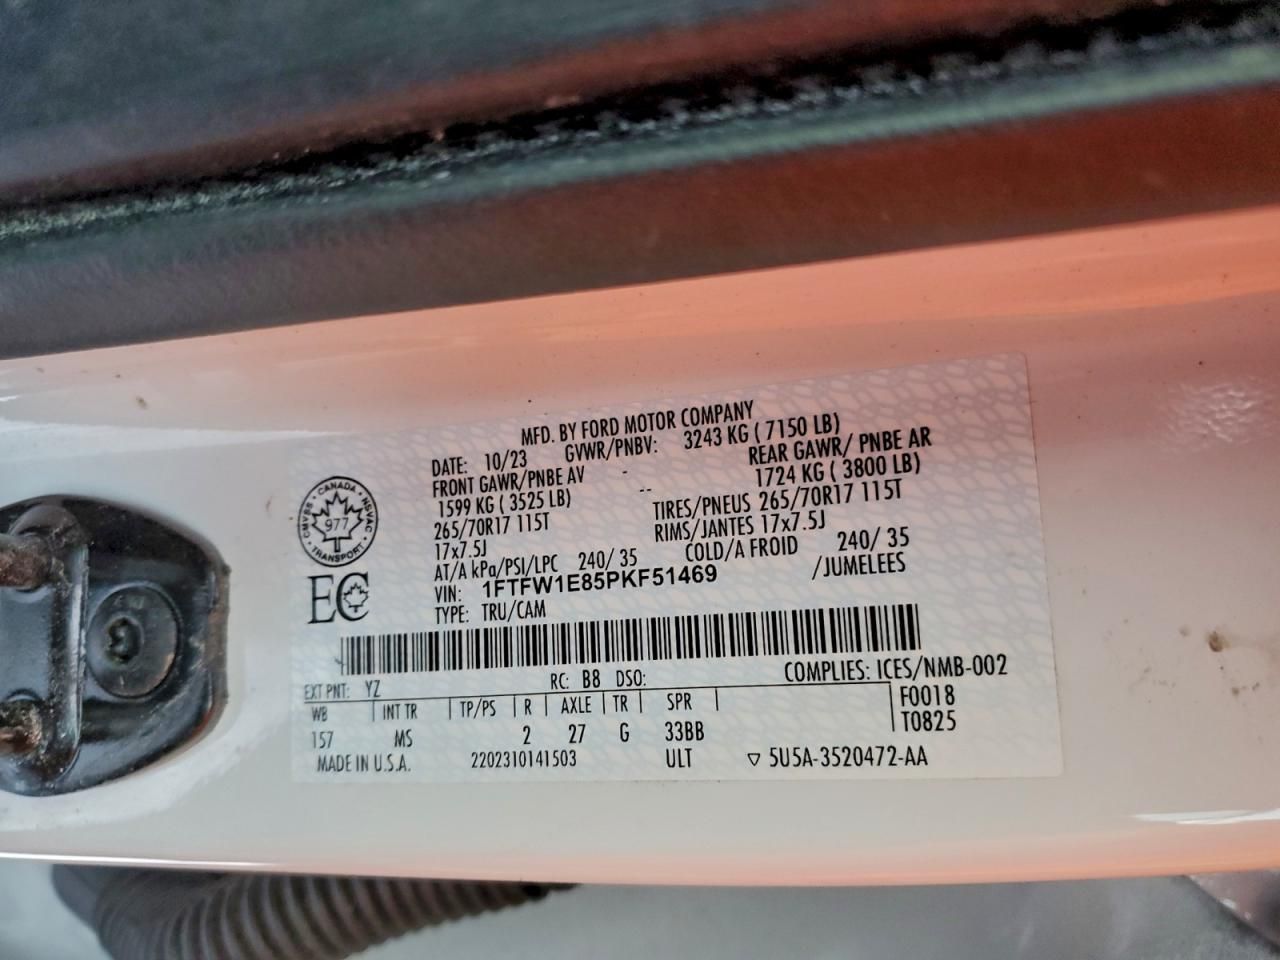 MFD. BY FORD MOTOR COMPANY
DATE: 10/23 GVWR/PNBV: 3243 KG ( 7150 LB)
FRONT GAWR/PNBE AV - REAR GAWR/ PNBE AR
1599 KG (3525 LB) -- 1724 KG ( 3800 LB)
265/70R17 115T TIRES/PNEUS 265/70R17 115T
17x7.5J RIMS/JANTES 17x7.5J
AT/A kPa/PSI/LPC 240/ 35 COLD/A FROID 240/ 35
VIN: 1FTFW1E85PKF51469 /JUMELEES
TYPE: TRU/CAM
CANADA
CMVSS NSVAC
977
TRANSPORT
EC
COMPLIES: ICES/NMB-002
EXT PNT: YZ RC: B8 DSO:
WB INT TR TP/PS R AXLE TR SPR F0018
157 MS 2 27 G 33BB T0825
MADE IN U.S.A. 2202310141503 ULT ▽ 5U5A-3520472-AA